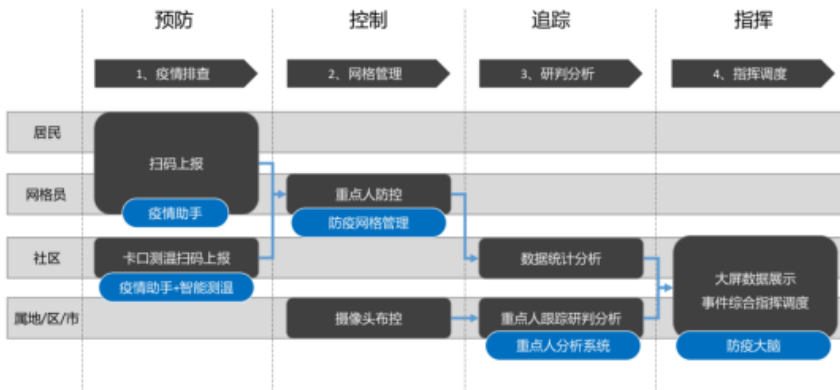 预防
控制
追踪
指挥
1、疫情排查
2、网格管理
3、研判分析
4、指挥调度
居民
扫码上报
网格员
疫情助手
重点人防控
防疫网格管理
社区
卡口测温扫码上报
疫情助手+智能测温
数据统计分析
大屏数据展示
事件综合指挥调度
属地/区/市
摄像头布控
重点人跟踪研判分析
重点人分析系统
防疫大脑